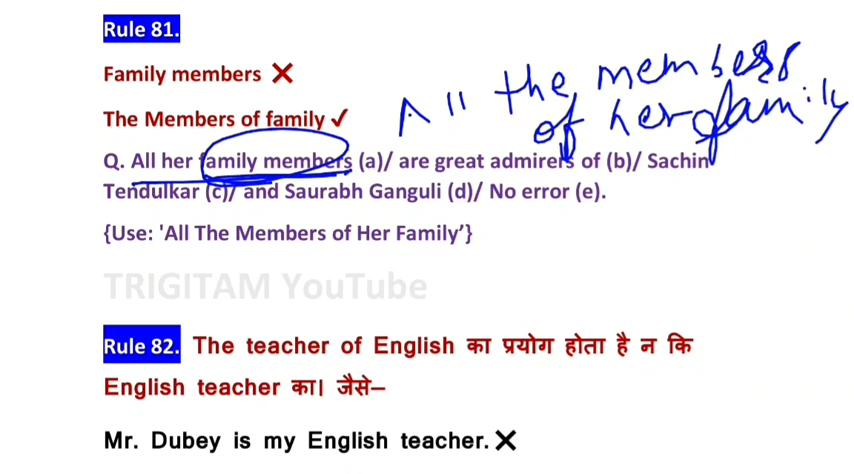 Rule 81.
Family members ❌
The Members of family ✓
All the members
of her family
Q. All her family members (a)/ are great admirers of (b)/ Sachin
Tendulkar (c)/ and Saurabh Ganguli (d)/ No error (e).
{Use: 'All The Members of Her Family’}
TRIGITAM YouTube
Rule 82. The teacher of English का प्रयोग होता है न कि
English teacher का। जैसे–
Mr. Dubey is my English teacher. ❌